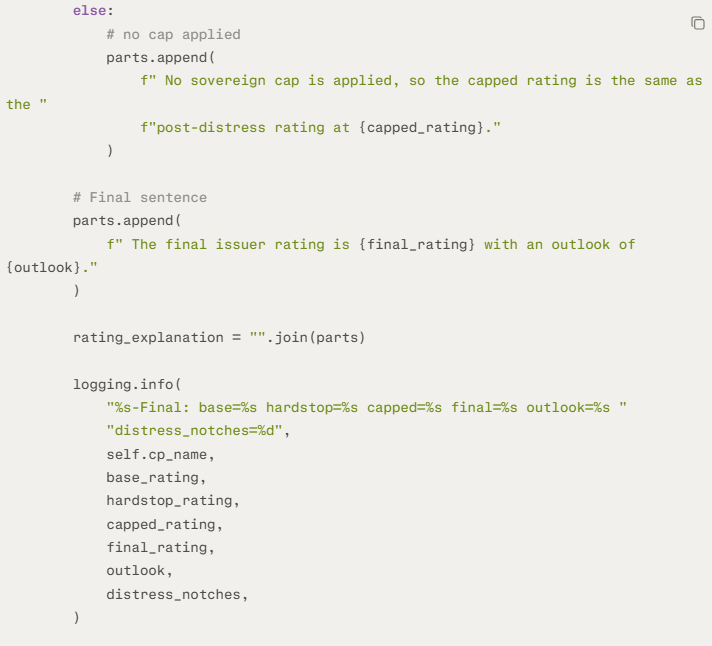 else:
            # no cap applied
            parts.append(
                f" No sovereign cap is applied, so the capped rating is the same as
the "
                f"post-distress rating at {capped_rating}."
            )

        # Final sentence
        parts.append(
            f" The final issuer rating is {final_rating} with an outlook of
{outlook}."
        )

        rating_explanation = "".join(parts)

        logging.info(
            "%s-Final: base=%s hardstop=%s capped=%s final=%s outlook=%s "
            "distress_notches=%d",
            self.cp_name,
            base_rating,
            hardstop_rating,
            capped_rating,
            final_rating,
            outlook,
            distress_notches,
        )